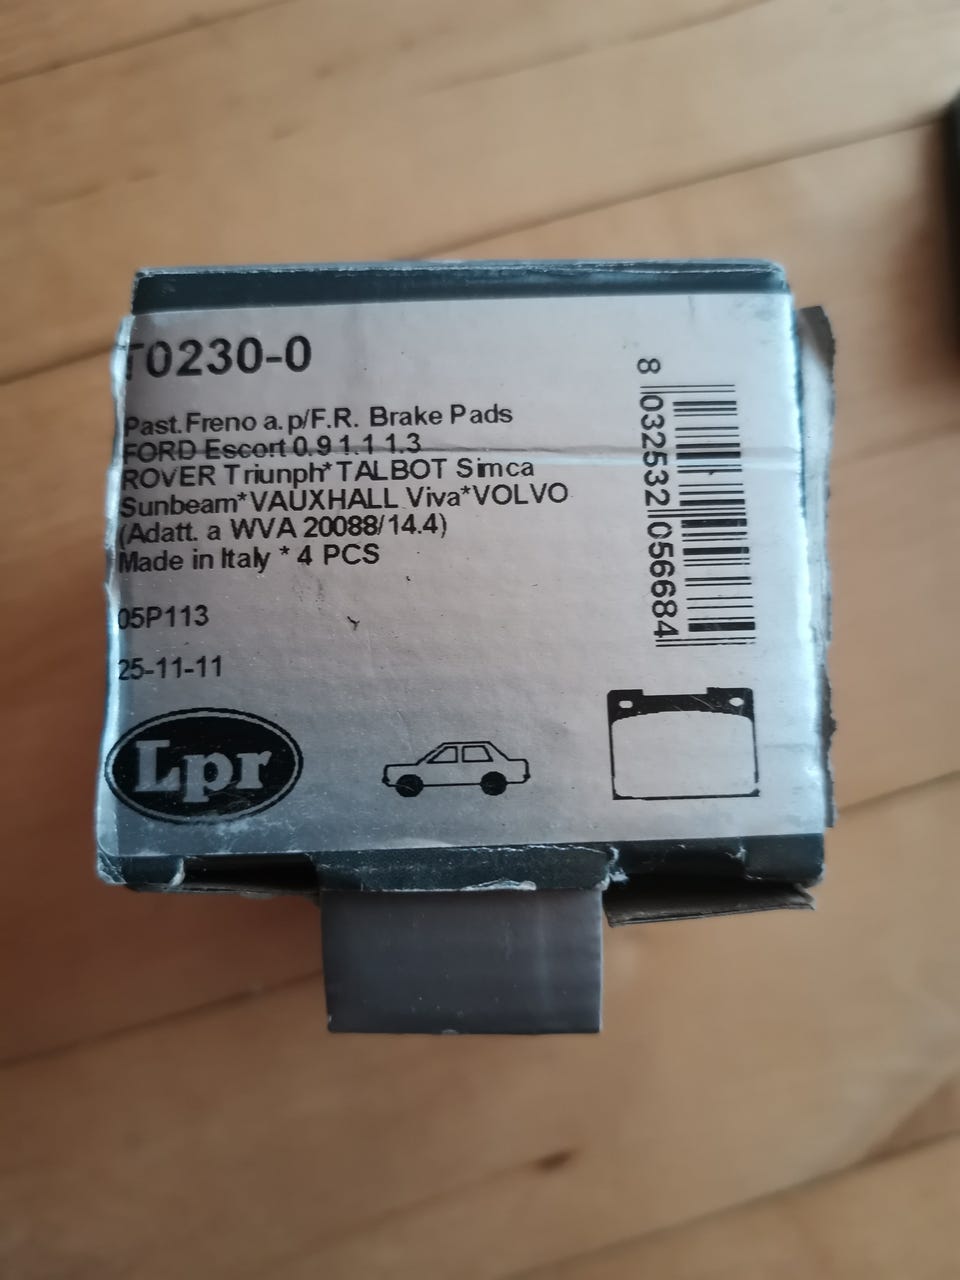 T0230-0
Past.Freno a.p/F.R. Brake Pads
FORD Escort 0.9 1.1 1.3
ROVER Triunph*TALBOT Simca
Sunbeam*VAUXHALL Viva*VOLVO
(Adatt. a WVA 20088/14.4)
Made in Italy * 4 PCS
05P113
25-11-11
Lpr
8 032532 056684